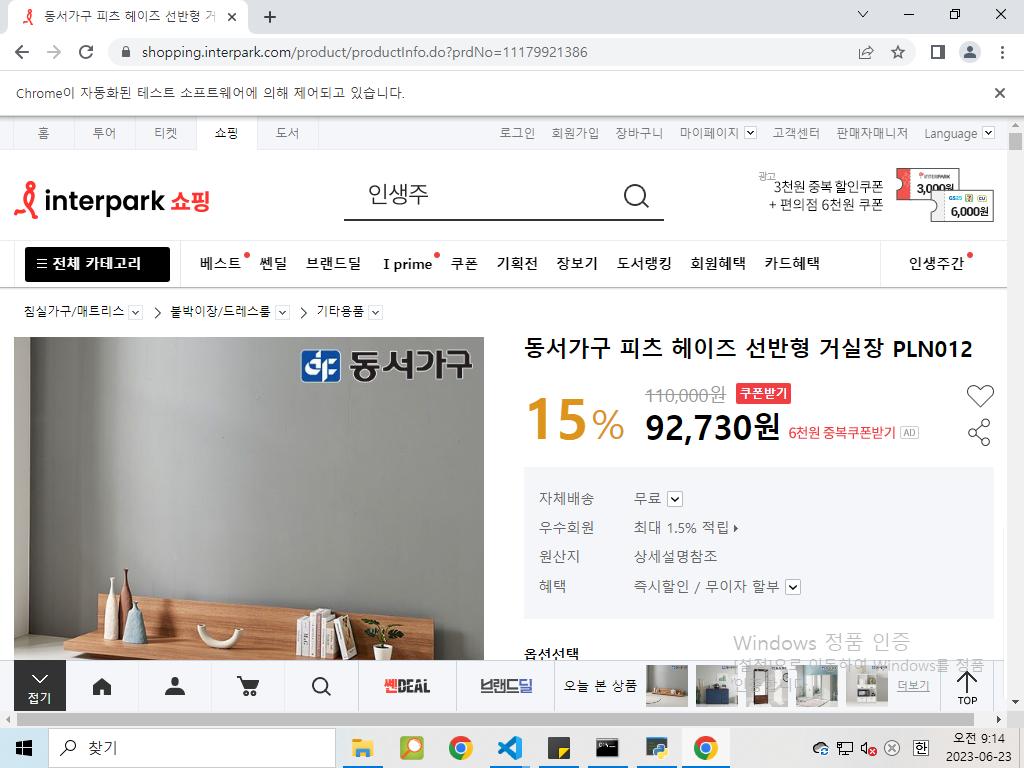 동서가구 피츠 헤이즈 선반형 거
shopping.interpark.com/product/productInfo.do?prdNo=11179921386
Chrome이 자동화된 테스트 소프트웨어에 의해 제어되고 있습니다.
홈 투어 티켓 쇼핑 도서 로그인 회원가입 장바구니 마이페이지 고객센터 판매자매니저 Language
interpark 쇼핑
인생주
광고
3천원 중복 할인쿠폰
+ 편의점 6천원 쿠폰
INTERPARK
3,000원
GS25 CU
6,000원
전체 카테고리 베스트 쎈딜 브랜드딜 I prime 쿠폰 기획전 장보기 도서랭킹 회원혜택 카드혜택 인생주간
침실가구/매트리스 > 붙박이장/드레스룸 > 기타용품
동서가구
동서가구 피츠 헤이즈 선반형 거실장 PLN012
15% 110,000원 쿠폰받기
92,730원 6천원 중복쿠폰받기 AD
자체배송 무료
우수회원 최대 1.5% 적립
원산지 상세설명참조
혜택 즉시할인 / 무이자 할부
옵션선택
Windows 정품 인증
[설정]으로 이동하여 Windows를 정품
인증합니다.
접기
쎈DEAL
브랜드딜
오늘 본 상품
더보기
TOP
찾기
한
오전 9:14
2023-06-23